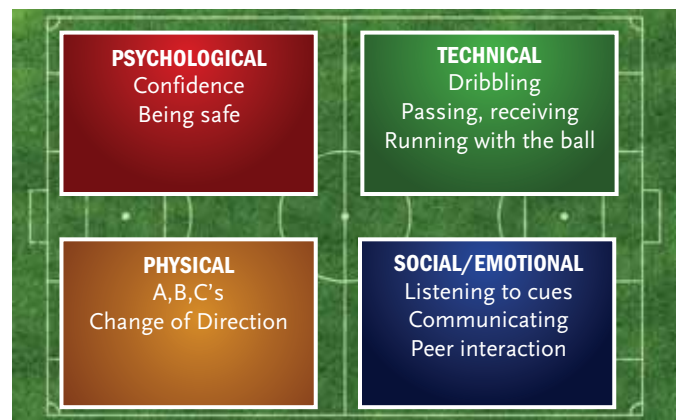 PSYCHOLOGICAL
Confidence
Being safe
TECHNICAL
Dribbling
Passing, receiving
Running with the ball
PHYSICAL
A,B,C's
Change of Direction
SOCIAL/EMOTIONAL
Listening to cues
Communicating
Peer interaction